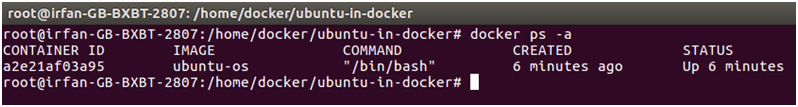 root@irfan-GB-BXBT-2807: /home/docker/ubuntu-in-docker
root@irfan-GB-BXBT-2807:/home/docker/ubuntu-in-docker# docker ps -a
CONTAINER ID IMAGE COMMAND CREATED STATUS
a2e21af03a95 ubuntu-os "/bin/bash" 6 minutes ago Up 6 minutes
root@irfan-GB-BXBT-2807:/home/docker/ubuntu-in-docker#